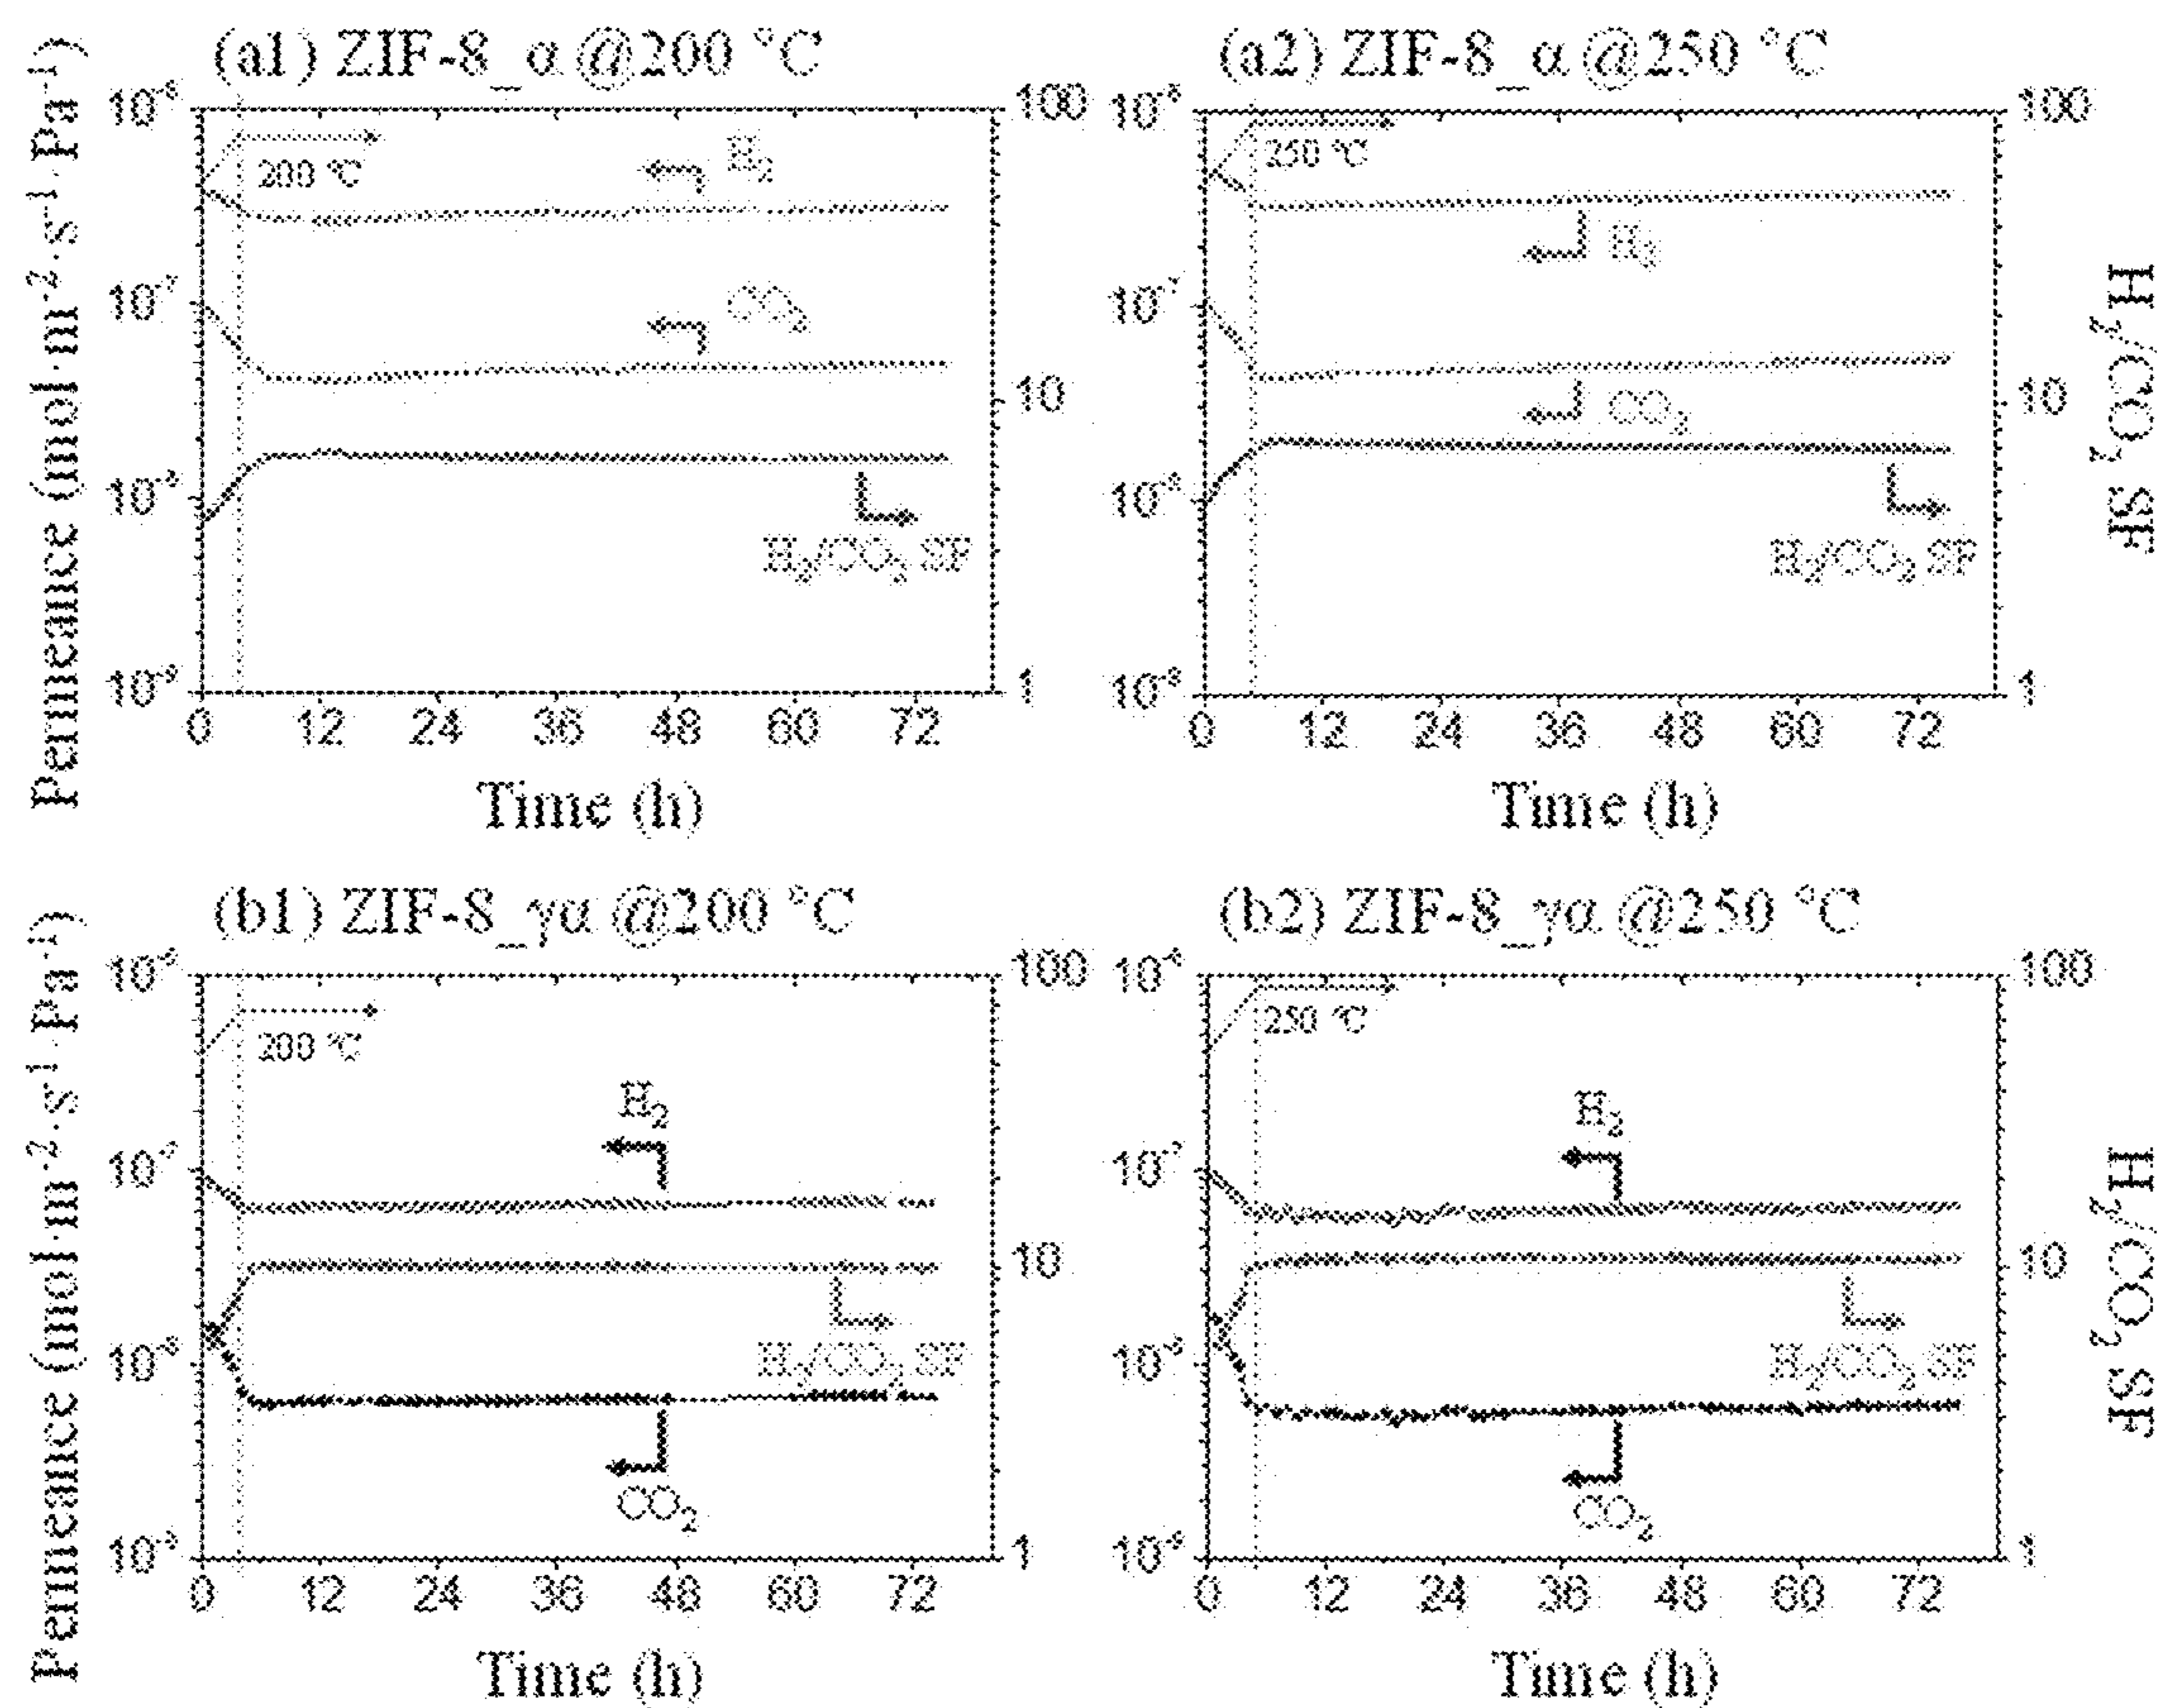 (a1) ZIF-8_α @200 °C
Permeance (mol·m⁻²·s⁻¹·Pa⁻¹)
10⁻⁶
10⁻⁷
10⁻⁸
10⁻⁹
100
10
1
200 °C
H₂
CO₂
H₂/CO₂ SF
0 12 24 36 48 60 72
Time (h)
(a2) ZIF-8_α @250 °C
10⁻⁶
10⁻⁷
10⁻⁸
10⁻⁹
100
10
1
H₂/CO₂ SF
250 °C
H₂
CO₂
H₂/CO₂ SF
0 12 24 36 48 60 72
Time (h)
(b1) ZIF-8_γα @200 °C
Permeance (mol·m⁻²·s⁻¹·Pa⁻¹)
10⁻⁶
10⁻⁷
10⁻⁸
10⁻⁹
100
10
1
200 °C
H₂
H₂/CO₂ SF
CO₂
0 12 24 36 48 60 72
Time (h)
(b2) ZIF-8_γα @250 °C
10⁻⁶
10⁻⁷
10⁻⁸
10⁻⁹
100
10
1
H₂/CO₂ SF
250 °C
H₂
H₂/CO₂ SF
CO₂
0 12 24 36 48 60 72
Time (h)